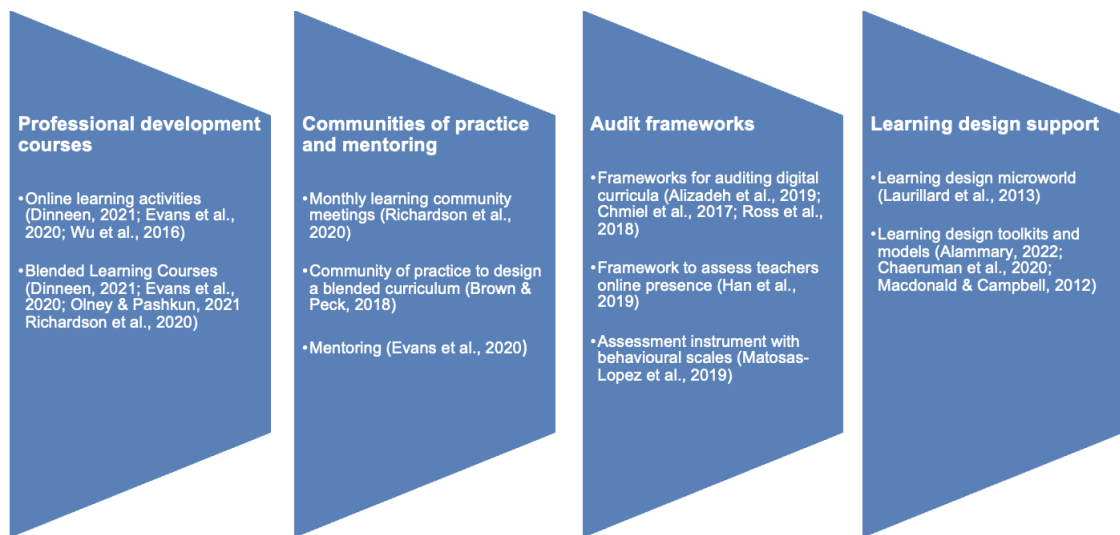 Professional development
courses
•Online learning activities
(Dinneen, 2021; Evans et al.,
2020; Wu et al., 2016)
•Blended Learning Courses
(Dinneen, 2021; Evans et al.,
2020; Olney & Pashkun, 2021
Richardson et al., 2020)
Communities of practice
and mentoring
•Monthly learning community
meetings (Richardson et al.,
2020)
•Community of practice to design
a blended curriculum (Brown &
Peck, 2018)
•Mentoring (Evans et al., 2020)
Audit frameworks
•Frameworks for auditing digital
curricula (Alizadeh et al., 2019;
Chmiel et al., 2017; Ross et al.,
2018)
•Framework to assess teachers
online presence (Han et al.,
2019)
•Assessment instrument with
behavioural scales (Matosas-
Lopez et al., 2019)
Learning design support
•Learning design microworld
(Laurillard et al., 2013)
•Learning design toolkits and
models (Alammary, 2022;
Chaeruman et al., 2020;
Macdonald & Campbell, 2012)